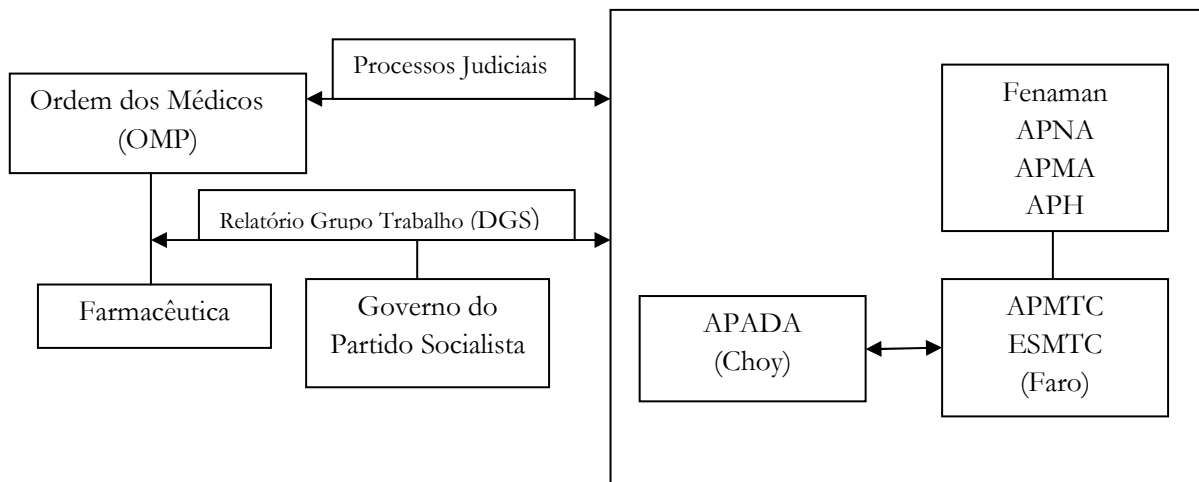 Processos Judiciais
Ordem dos Médicos
(OMP)
Relatório Grupo Trabalho (DGS)
Farmacêutica
Governo do
Partido Socialista
Fenaman
APNA
APMA
APH
APADA
(Choy)
APMTC
ESMTC
(Faro)